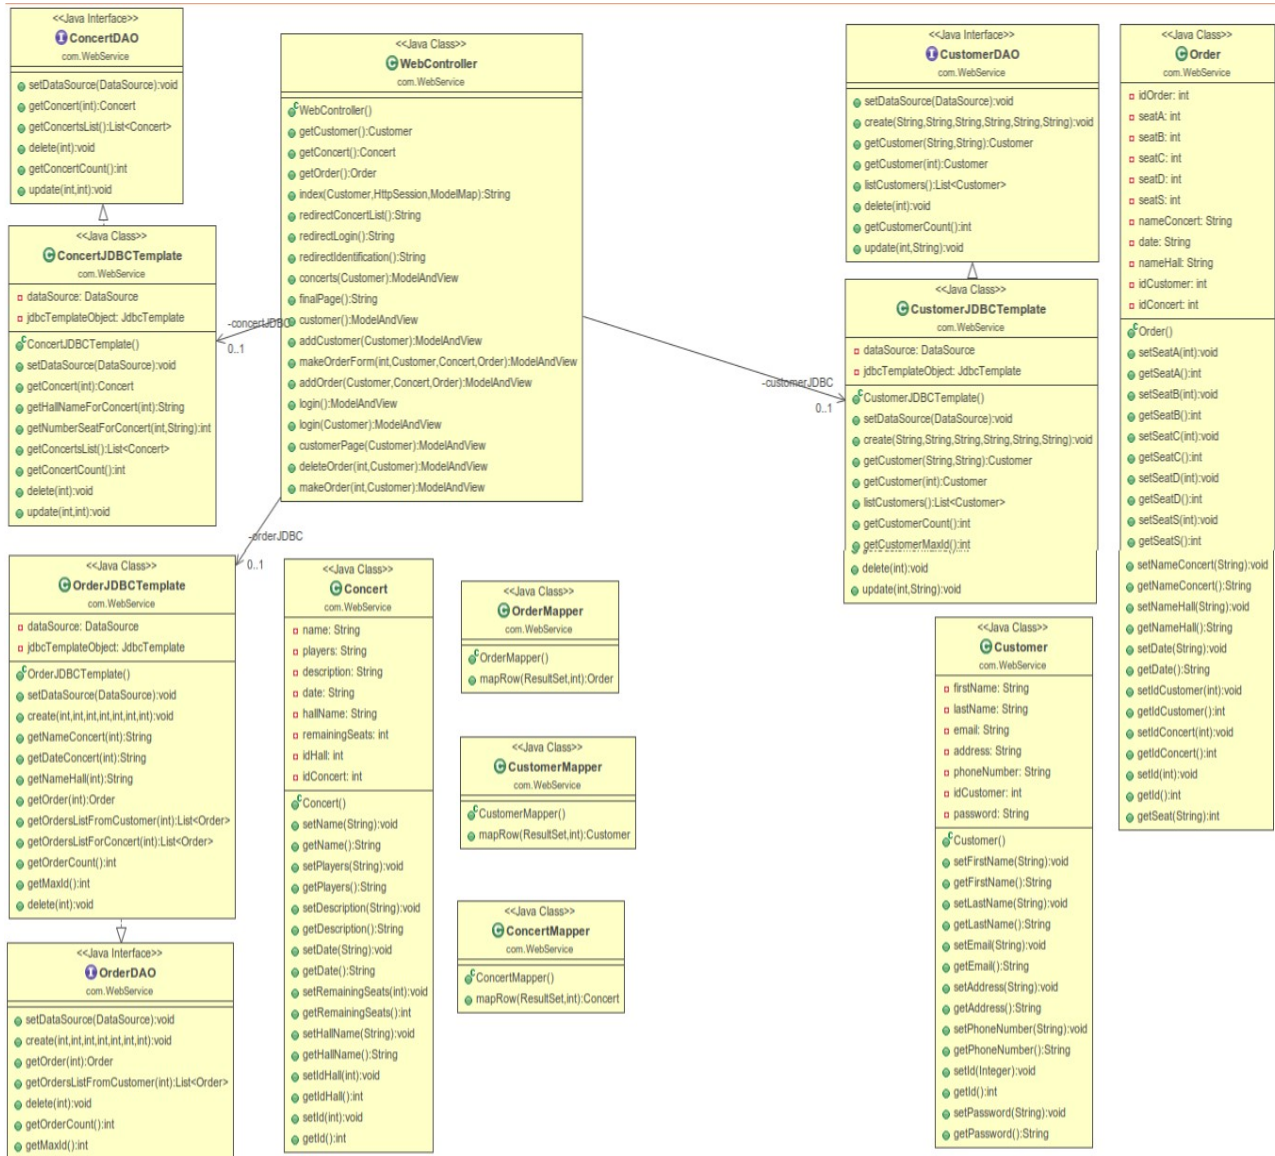 <<Java Interface>>
ConcertDAO
com.WebService
setDataSource(DataSource):void
getConcert(int):Concert
getConcertsList():List<Concert>
delete(int):void
getConcertCount():int
update(int,int):void
<<Java Class>>
ConcertJDBCTemplate
com.WebService
dataSource: DataSource
jdbcTemplateObject: JdbcTemplate
ConcertJDBCTemplate()
setDataSource(DataSource):void
getConcert(int):Concert
getHallNameForConcert(int):String
getNumberSeatForConcert(int,String):int
getConcertsList():List<Concert>
getConcertCount():int
delete(int):void
update(int,int):void
<<Java Class>>
WebController
com.WebService
WebController()
getCustomer():Customer
getConcert():Concert
getOrder():Order
index(Customer,HttpSession,ModelMap):String
redirectConcertList():String
redirectLogin():String
redirectIdentification():String
concerts(Customer):ModelAndView
finalPage():String
customer():ModelAndView
addCustomer(Customer):ModelAndView
makeOrderForm(int,Customer,Concert,Order):ModelAndView
addOrder(Customer,Concert,Order):ModelAndView
login():ModelAndView
login(Customer):ModelAndView
customerPage(Customer):ModelAndView
deleteOrder(int,Customer):ModelAndView
makeOrder(int,Customer):ModelAndView
-concertJDBC
0..1
-customerJDBC
0..1
-orderJDBC
0..1
<<Java Interface>>
CustomerDAO
com.WebService
setDataSource(DataSource):void
create(String,String,String,String,String,String):void
getCustomer(String,String):Customer
getCustomer(int):Customer
listCustomers():List<Customer>
delete(int):void
getCustomerCount():int
update(int,String):void
<<Java Class>>
CustomerJDBCTemplate
com.WebService
dataSource: DataSource
jdbcTemplateObject: JdbcTemplate
CustomerJDBCTemplate()
setDataSource(DataSource):void
create(String,String,String,String,String,String):void
getCustomer(String,String):Customer
getCustomer(int):Customer
listCustomers():List<Customer>
getCustomerCount():int
getCustomerMaxId():int
delete(int):void
update(int,String):void
<<Java Class>>
Order
com.WebService
idOrder: int
seatA: int
seatB: int
seatC: int
seatD: int
seatS: int
nameConcert: String
date: String
nameHall: String
idCustomer: int
idConcert: int
Order()
setSeatA(int):void
getSeatA():int
setSeatB(int):void
getSeatB():int
setSeatC(int):void
getSeatC():int
setSeatD(int):void
getSeatD():int
setSeatS(int):void
getSeatS():int
setNameConcert(String):void
getNameConcert():String
setNameHall(String):void
getNameHall():String
setDate(String):void
getDate():String
setIdCustomer(int):void
getIdCustomer():int
setIdConcert(int):void
getIdConcert():int
setId(int):void
getId():int
getSeat(String):int
<<Java Class>>
OrderJDBCTemplate
com.WebService
dataSource: DataSource
jdbcTemplateObject: JdbcTemplate
OrderJDBCTemplate()
setDataSource(DataSource):void
create(int,int,int,int,int,int,int):void
getNameConcert(int):String
getDateConcert(int):String
getNameHall(int):String
getOrder(int):Order
getOrdersListFromCustomer(int):List<Order>
getOrdersListForConcert(int):List<Order>
getOrderCount():int
getMaxId():int
delete(int):void
<<Java Interface>>
OrderDAO
com.WebService
setDataSource(DataSource):void
create(int,int,int,int,int,int,int):void
getOrder(int):Order
getOrdersListFromCustomer(int):List<Order>
delete(int):void
getOrderCount():int
getMaxId():int
<<Java Class>>
Concert
com.WebService
name: String
players: String
description: String
date: String
hallName: String
remainingSeats: int
idHall: int
idConcert: int
Concert()
setName(String):void
getName():String
setPlayers(String):void
getPlayers():String
setDescription(String):void
getDescription():String
setDate(String):void
getDate():String
setRemainingSeats(int):void
getRemainingSeats():int
setHallName(String):void
getHallName():String
setIdHall(int):void
getIdHall():int
setId(int):void
getId():int
<<Java Class>>
OrderMapper
com.WebService
OrderMapper()
mapRow(ResultSet,int):Order
<<Java Class>>
CustomerMapper
com.WebService
CustomerMapper()
mapRow(ResultSet,int):Customer
<<Java Class>>
ConcertMapper
com.WebService
ConcertMapper()
mapRow(ResultSet,int):Concert
<<Java Class>>
Customer
com.WebService
firstName: String
lastName: String
email: String
address: String
phoneNumber: String
idCustomer: int
password: String
Customer()
setFirstName(String):void
getFirstName():String
setLastName(String):void
getLastName():String
setEmail(String):void
getEmail():String
setAddress(String):void
getAddress():String
setPhoneNumber(String):void
getPhoneNumber():String
setId(Integer):void
getId():int
setPassword(String):void
getPassword():String